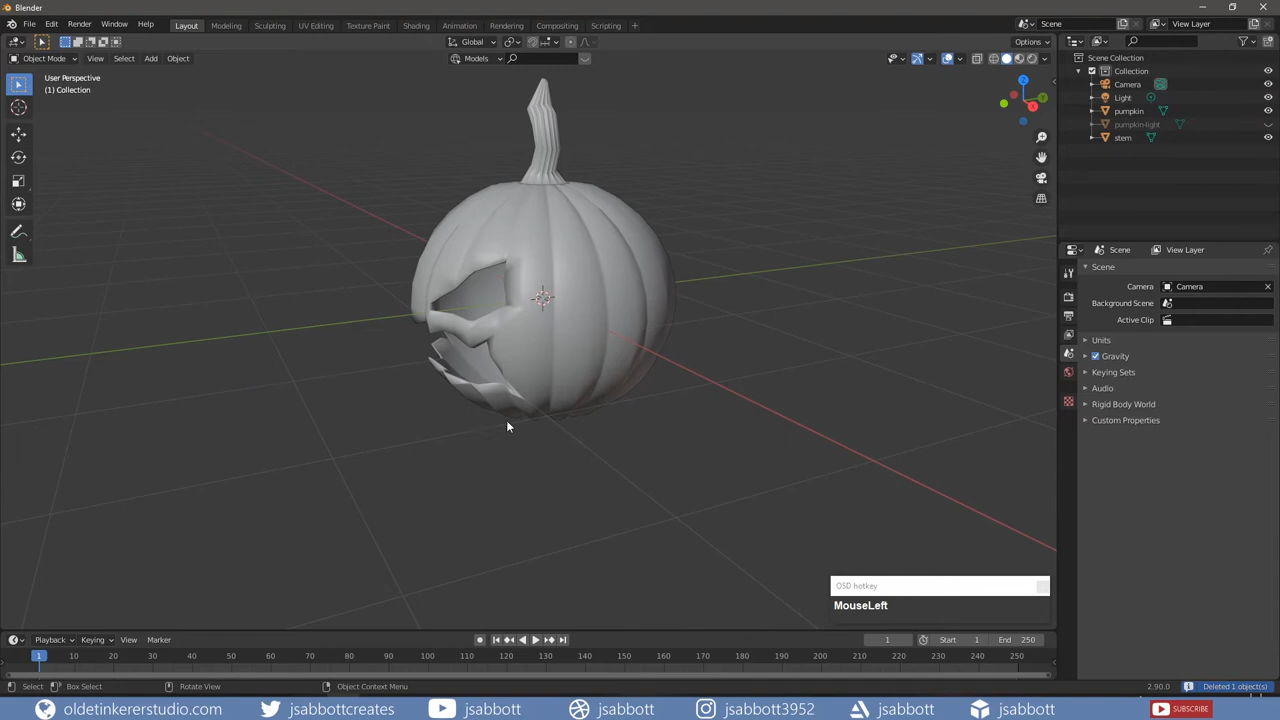 Blender
File Edit Render Window Help Layout Modeling Sculpting UV Editing Texture Paint Shading Animation Rendering Compositing Scripting + Scene View Layer
Global Options
Object Mode View Select Add Object Models
User Perspective
(1) Collection
Z
Y
X
Scene Collection
Collection
Camera
Light
pumpkin
pumpkin-light
stem
Scene View Layer
Scene
Camera Camera
Background Scene
Active Clip
Units
Gravity
Keying Sets
Audio
Rigid Body World
Custom Properties
OSD hotkey
MouseLeft
Playback Keying View Marker 1 Start 1 End 250
1 10 20 30 40 50 60 70 80 90 100 110 120 130 140 150 160 170 180 190 200 210 220 230 240 250
Select Box Select Rotate View Object Context Menu 2.90.0 Deleted 1 object(s)
oldetinkererstudio.com jsabbottcreates jsabbott jsabbott jsabbott3952 jsabbott jsabbott SUBSCRIBE